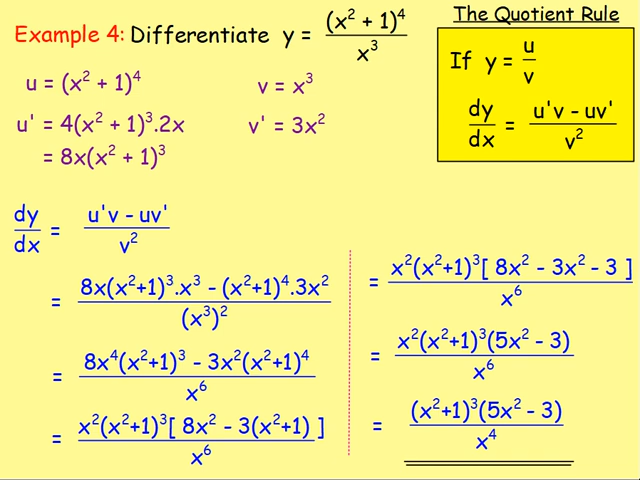 Example 4: Differentiate y = (x² + 1)⁴ / x³
The Quotient Rule
If y = u / v
dy/dx = (u'v - uv') / v²
u = (x² + 1)⁴
v = x³
u' = 4(x² + 1)³.2x
v' = 3x²
= 8x(x² + 1)³
dy/dx = (u'v - uv') / v²
= (8x(x²+1)³.x³ - (x²+1)⁴.3x²) / (x³)²
= (8x⁴(x²+1)³ - 3x²(x²+1)⁴) / x⁶
= x²(x²+1)³[ 8x² - 3(x²+1) ] / x⁶
= x²(x²+1)³[ 8x² - 3x² - 3 ] / x⁶
= x²(x²+1)³(5x² - 3) / x⁶
= (x²+1)³(5x² - 3) / x⁴